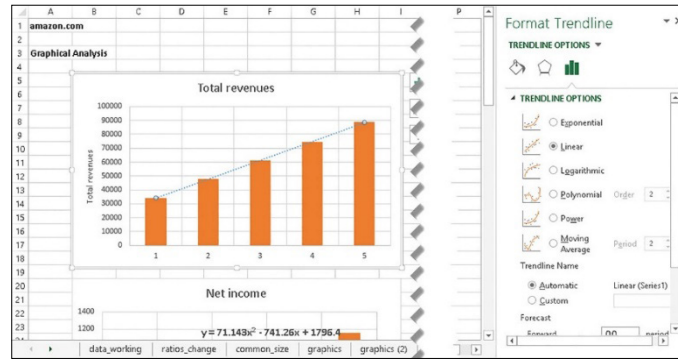 A B C D E F G H I P
1 amazon.com
2
3 Graphical Analysis
4
5
6 Total revenues
7 100000
8 90000
9 80000
10 70000
11 60000
12 50000
13 40000
14 30000
15 20000
16 10000
17 0
18 1 2 3 4 5
Total revenues
19
20
21 Net income
22 1400
23 1200
y = 71.143x² - 741.26x + 1796.4
data_working ratios_change common_size graphics graphics (2)
Format Trendline
TRENDLINE OPTIONS
TRENDLINE OPTIONS
Exponential
Linear
Logarithmic
Polynomial Order 2
Power
Moving Average Period 2
Trendline Name
Automatic Linear (Series1)
Custom
Forecast
Forward period